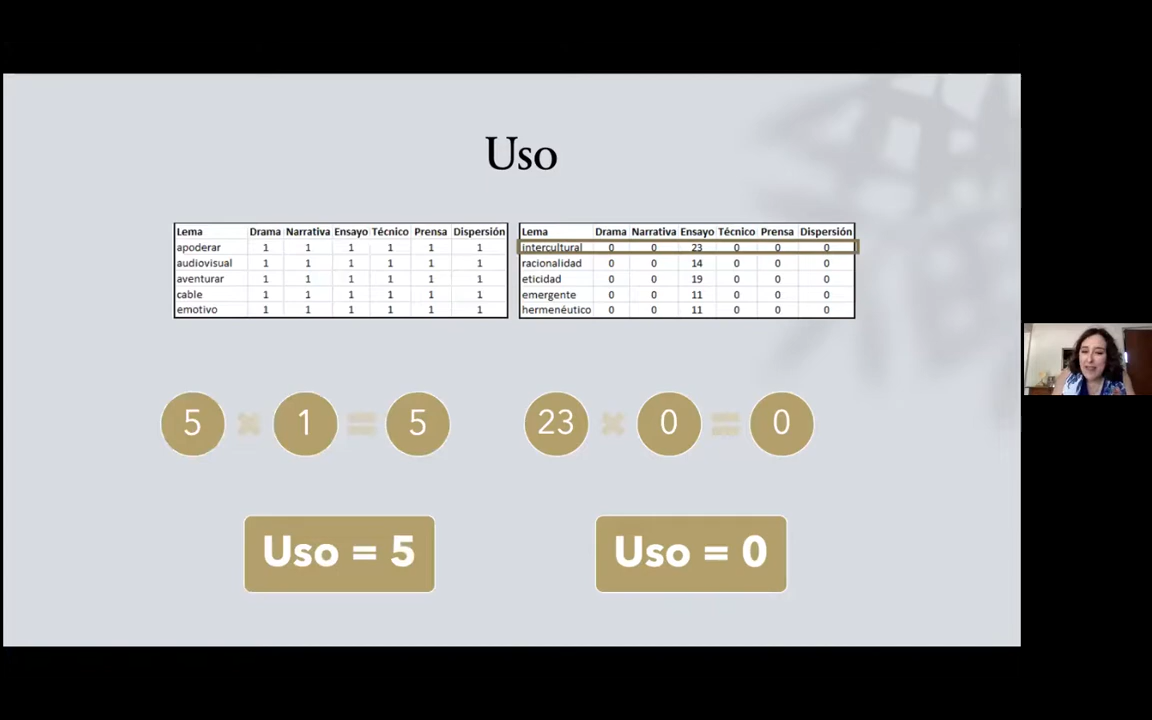 Uso
Lema Drama Narrativa Ensayo Técnico Prensa Dispersión
apoderar 1 1 1 1 1 1
audiovisual 1 1 1 1 1 1
aventurar 1 1 1 1 1 1
cable 1 1 1 1 1 1
emotivo 1 1 1 1 1 1
Lema Drama Narrativa Ensayo Técnico Prensa Dispersión
intercultural 0 0 23 0 0 0
racionalidad 0 0 14 0 0 0
eticidad 0 0 19 0 0 0
emergente 0 0 11 0 0 0
hermenéutico 0 0 11 0 0 0
5 × 1 = 5
23 × 0 = 0
Uso = 5
Uso = 0